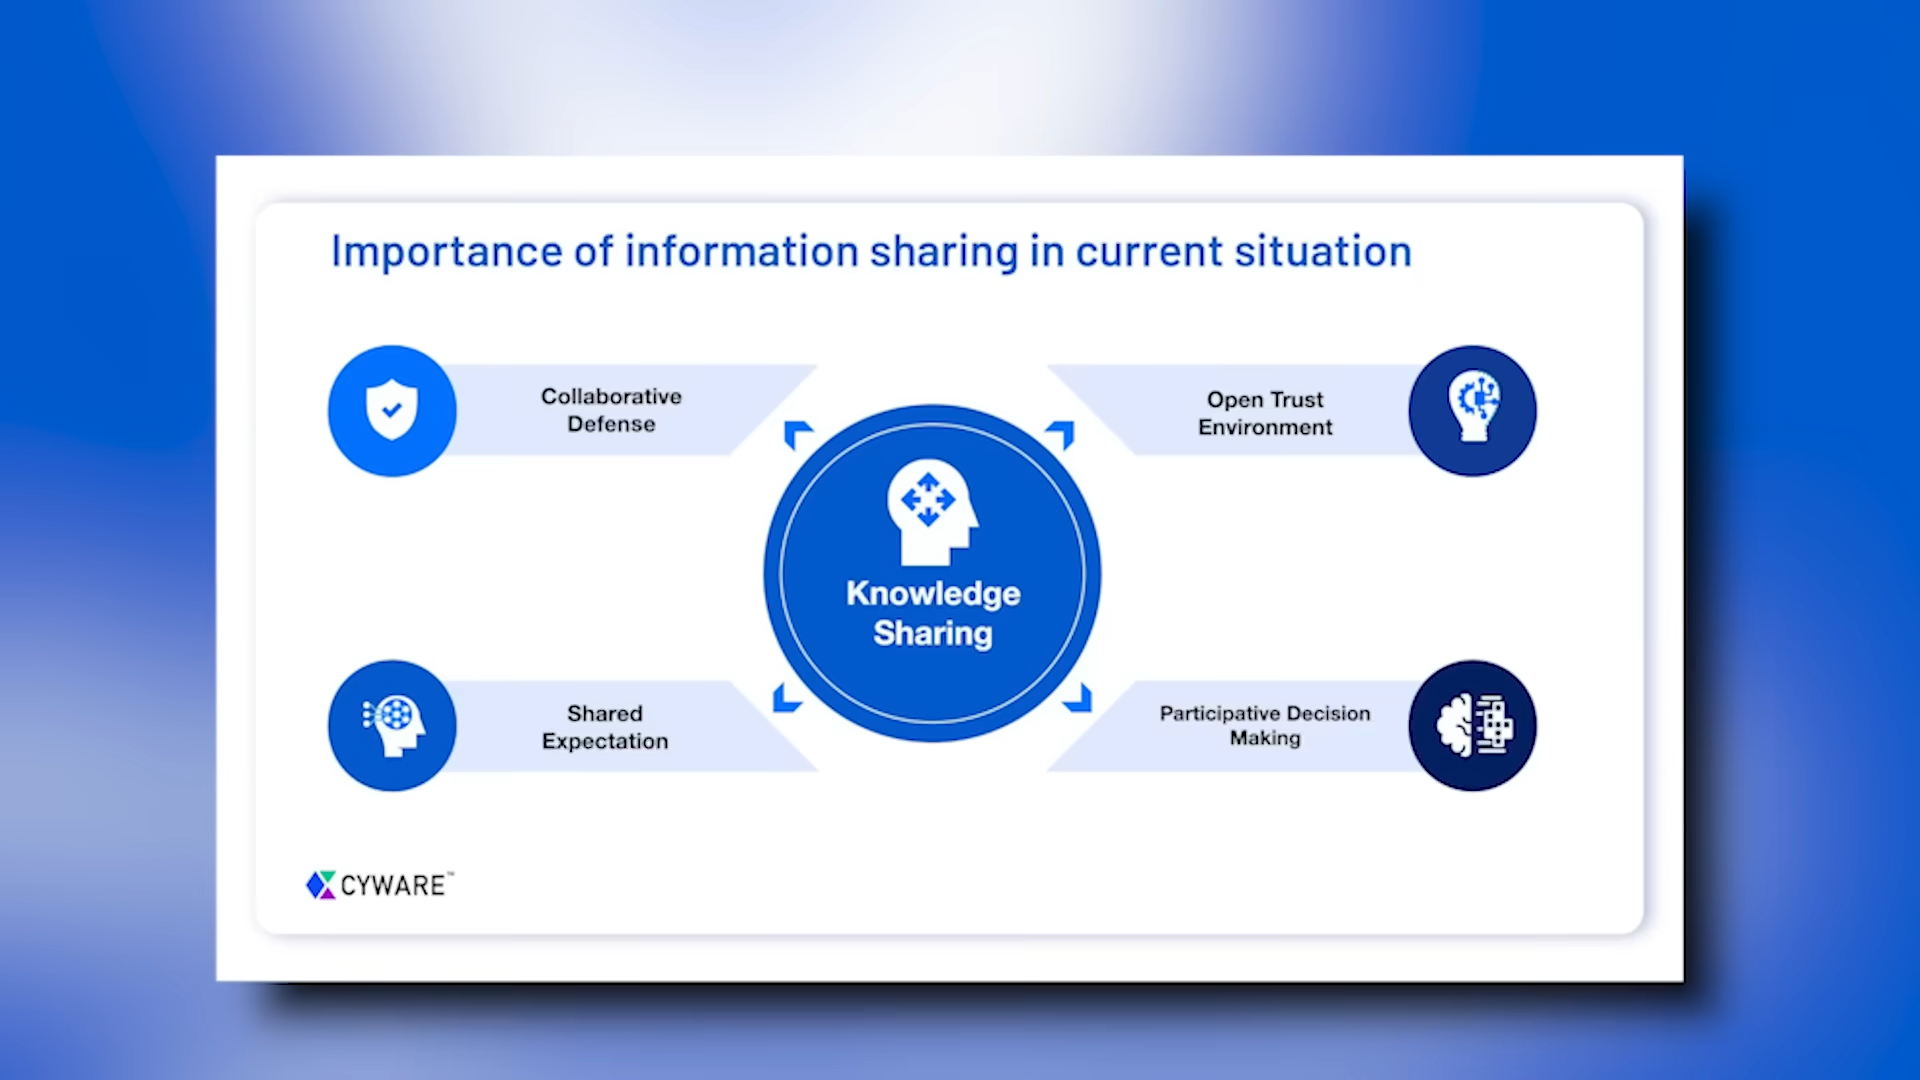 Importance of information sharing in current situation
Collaborative
Defense
Open Trust
Environment
Knowledge
Sharing
Shared
Expectation
Participative Decision
Making
CYWARE™